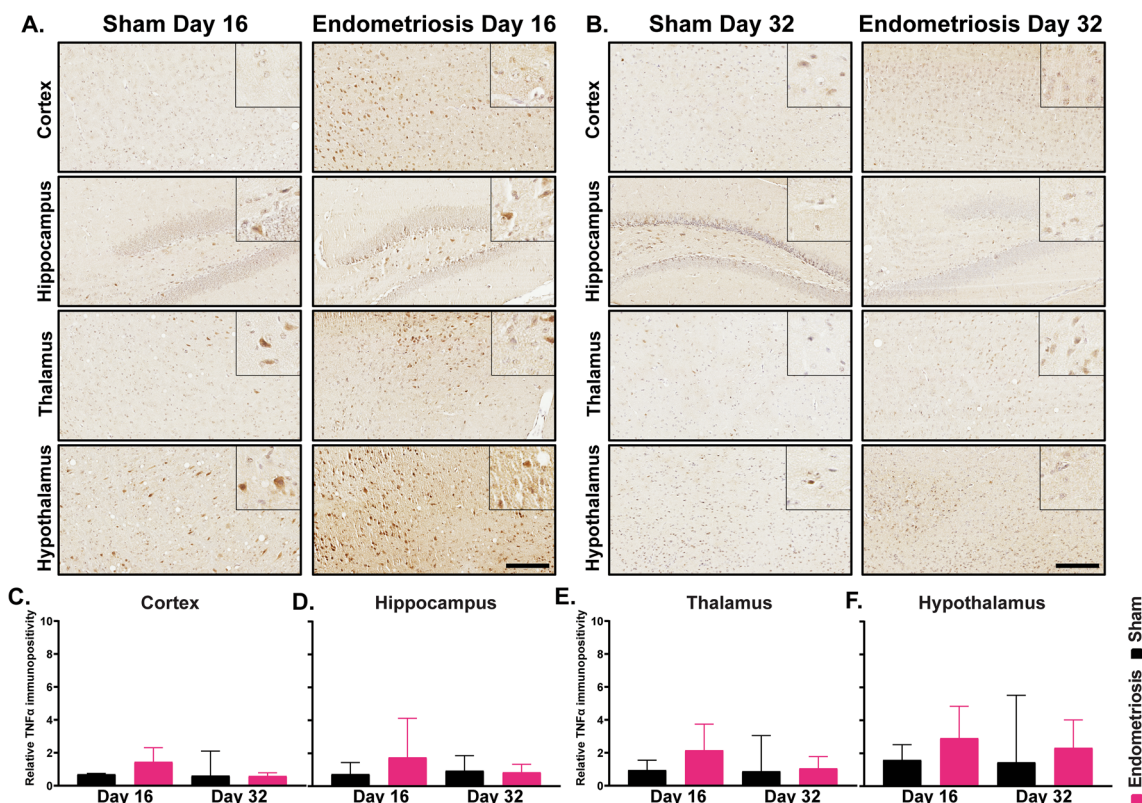 A. Sham Day 16 Endometriosis Day 16 B. Sham Day 32 Endometriosis Day 32
Cortex Cortex
Hippocampus Hippocampus
Thalamus Thalamus
Hypothalamus Hypothalamus
C. Cortex D. Hippocampus E. Thalamus F. Hypothalamus
Relative TNFα immunopositivity
10
8
6
4
2
0
Day 16 Day 32
Day 16 Day 32
Relative TNFα immunopositivity
10
8
6
4
2
0
Day 16 Day 32
Day 16 Day 32
Endometriosis Sham